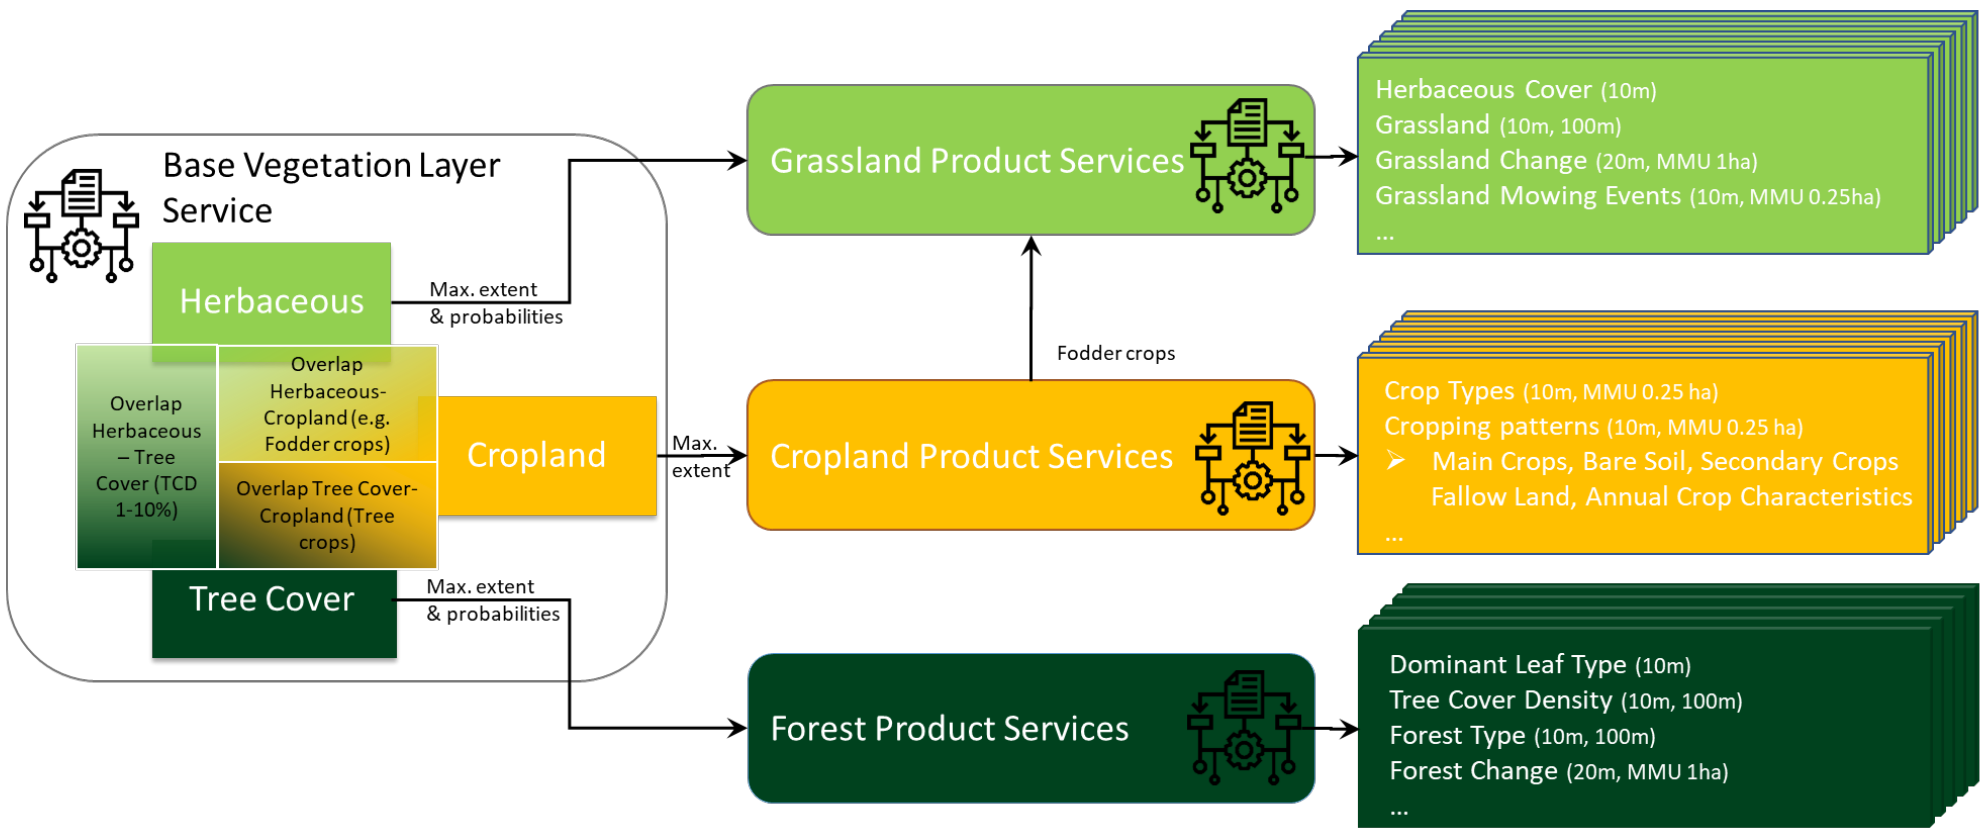 Base Vegetation Layer
Service
Herbaceous
Max. extent
& probabilities
Overlap
Herbaceous
– Tree
Cover (TCD
1-10%)
Overlap
Herbaceous-
Cropland (e.g.
Fodder crops)
Overlap Tree Cover-
Cropland (Tree
crops)
Cropland
Max.
extent
Tree Cover
Max. extent
& probabilities
Grassland Product Services
Fodder crops
Cropland Product Services
Forest Product Services
Herbaceous Cover (10m)
Grassland (10m, 100m)
Grassland Change (20m, MMU 1ha)
Grassland Mowing Events (10m, MMU 0.25ha)
...
Crop Types (10m, MMU 0.25 ha)
Cropping patterns (10m, MMU 0.25 ha)
➢ Main Crops, Bare Soil, Secondary Crops
Fallow Land, Annual Crop Characteristics
...
Dominant Leaf Type (10m)
Tree Cover Density (10m, 100m)
Forest Type (10m, 100m)
Forest Change (20m, MMU 1ha)
...